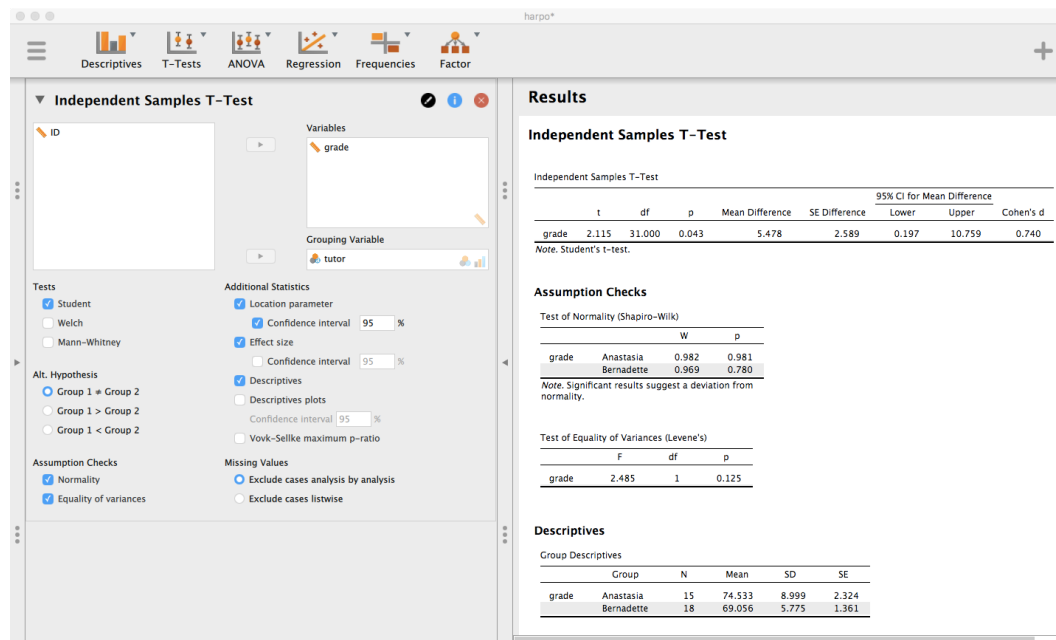 harpo*
Descriptives T-Tests ANOVA Regression Frequencies Factor
Independent Samples T-Test
ID
Variables
grade
Grouping Variable
tutor
Tests
Student
Welch
Mann-Whitney
Alt. Hypothesis
Group 1 ≠ Group 2
Group 1 > Group 2
Group 1 < Group 2
Assumption Checks
Normality
Equality of variances
Additional Statistics
Location parameter
Confidence interval 95 %
Effect size
Confidence interval 95 %
Descriptives
Descriptives plots
Confidence interval 95 %
Vovk-Sellke maximum p-ratio
Missing Values
Exclude cases analysis by analysis
Exclude cases listwise
Results
Independent Samples T-Test
Independent Samples T-Test
95% CI for Mean Difference
t df p Mean Difference SE Difference Lower Upper Cohen's d
grade 2.115 31.000 0.043 5.478 2.589 0.197 10.759 0.740
Note. Student's t-test.
Assumption Checks
Test of Normality (Shapiro-Wilk)
W p
grade Anastasia 0.982 0.981
Bernadette 0.969 0.780
Note. Significant results suggest a deviation from
normality.
Test of Equality of Variances (Levene's)
F df p
grade 2.485 1 0.125
Descriptives
Group Descriptives
Group N Mean SD SE
grade Anastasia 15 74.533 8.999 2.324
Bernadette 18 69.056 5.775 1.361